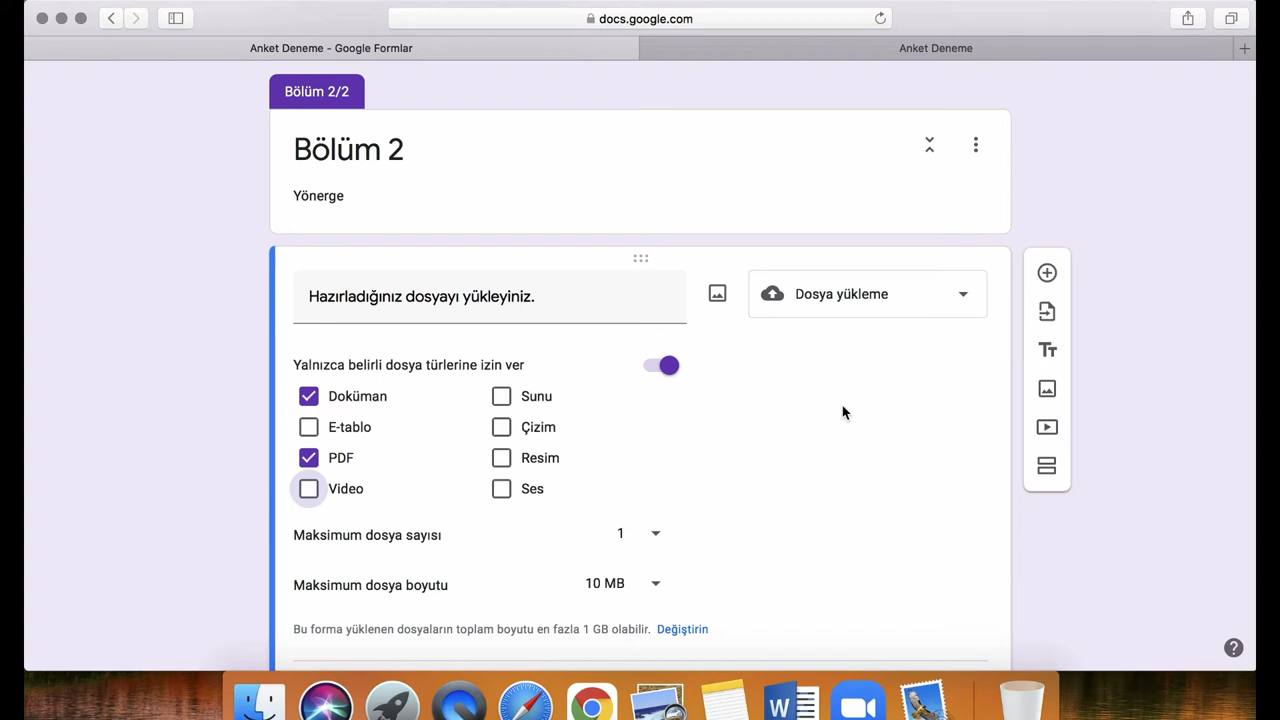 docs.google.com
Anket Deneme - Google Formlar
Anket Deneme
Bölüm 2/2
Bölüm 2
Yönerge
Hazırladığınız dosyayı yükleyiniz.
Dosya yükleme
Yalnızca belirli dosya türlerine izin ver
Doküman
Sunu
E-tablo
Çizim
PDF
Resim
Video
Ses
Maksimum dosya sayısı
1
Maksimum dosya boyutu
10 MB
Bu forma yüklenen dosyaların toplam boyutu en fazla 1 GB olabilir. Değiştirin